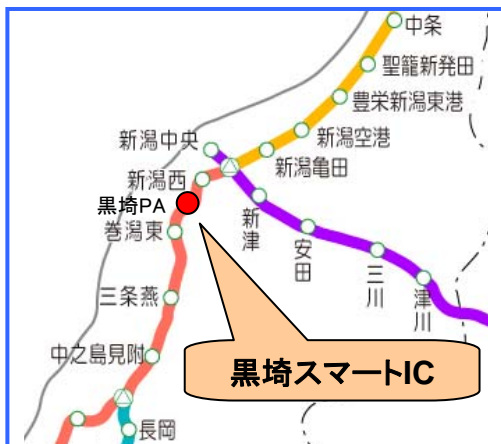 中条
聖籠新発田
豊栄新潟東港
新潟空港
新潟亀田
新潟中央
新潟西
黒埼PA
巻潟東
新津
安田
三川
津川
三条燕
中之島見附
黒埼スマートIC
長岡